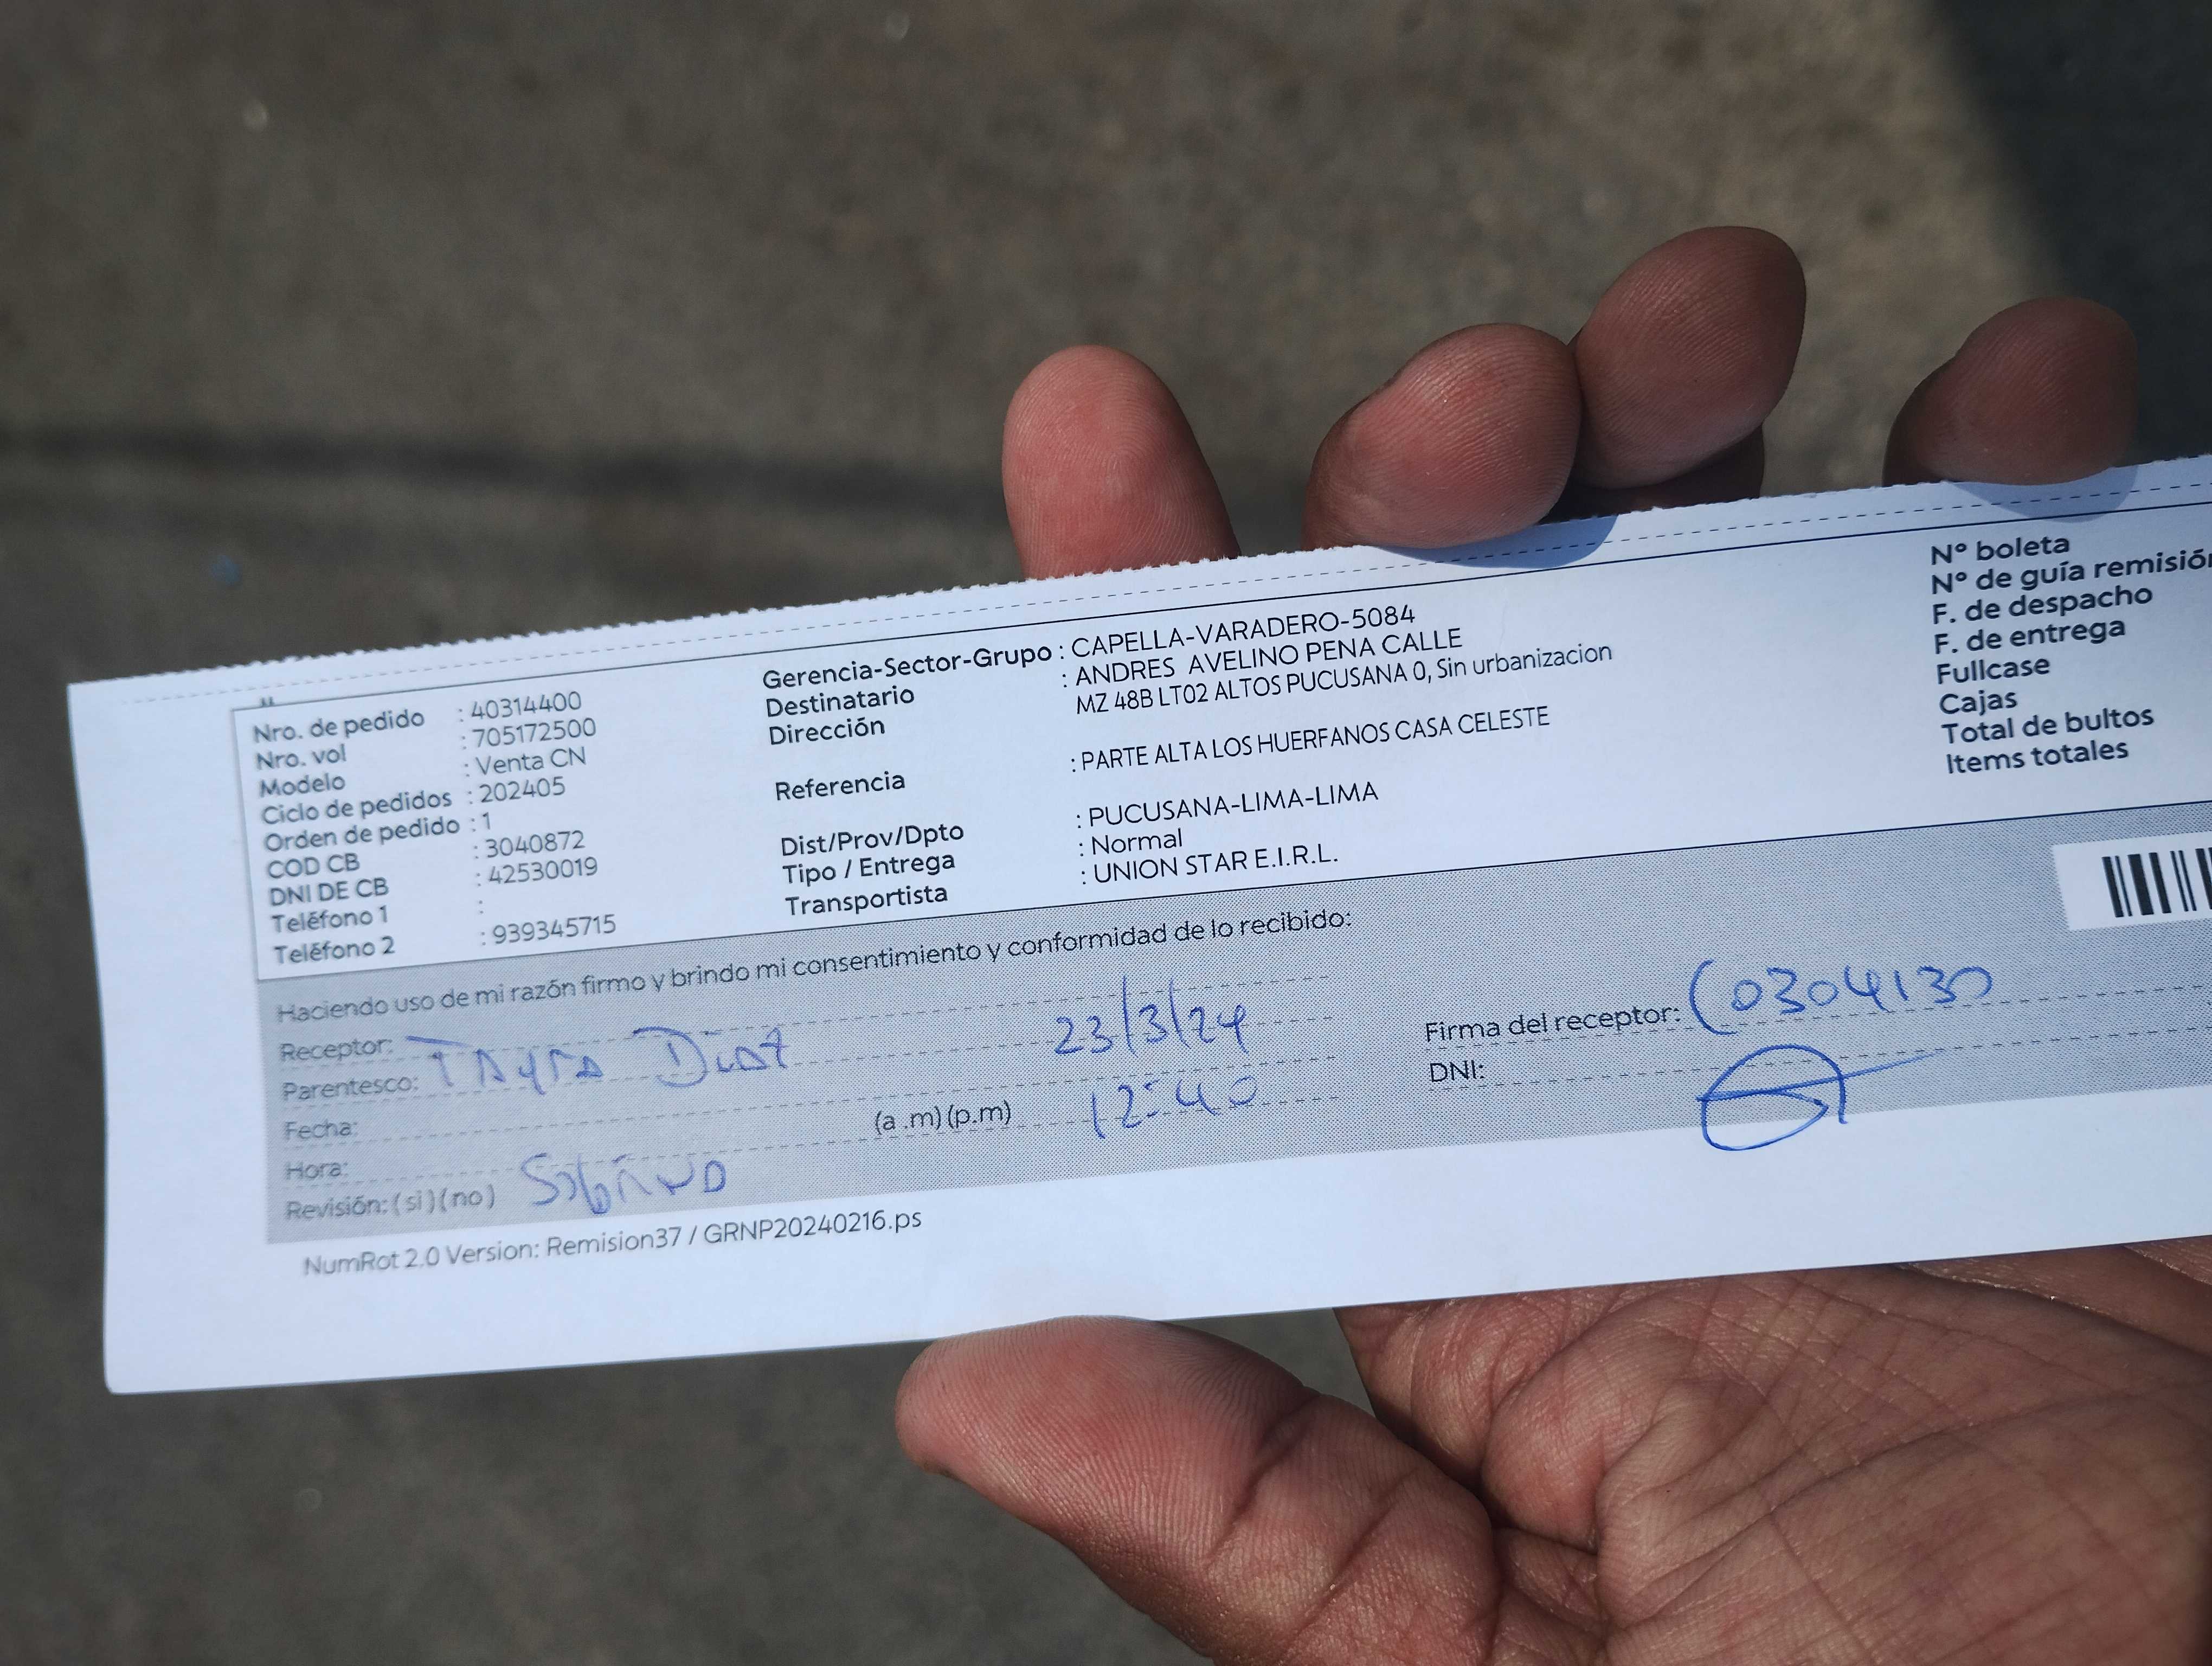 Nro. de pedido : 40314400
Nro. vol : 705172500
Modelo : Venta CN
Ciclo de pedidos : 202405
Orden de pedido : 1
COD CB : 3040872
DNI DE CB : 42530019
Teléfono 1 :
Teléfono 2 : 939345715
Gerencia-Sector-Grupo : CAPELLA-VARADERO-5084
Destinatario : ANDRES AVELINO PENA CALLE
Dirección MZ 48B LT02 ALTOS PUCUSANA 0, Sin urbanizacion
Referencia : PARTE ALTA LOS HUERFANOS CASA CELESTE
Dist/Prov/Dpto : PUCUSANA-LIMA-LIMA
Tipo / Entrega : Normal
Transportista : UNION STAR E.I.R.L.
N° boleta
N° de guía remisión
F. de despacho
F. de entrega
Fullcase
Cajas
Total de bultos
Items totales
Haciendo uso de mi razón firmo y brindo mi consentimiento y conformidad de lo recibido:
Receptor:
Parentesco:
Fecha: 23/3/24
Hora: (a .m) (p.m) 12:40
Revisión: ( si ) ( no )
Firma del receptor:
DNI:
NumRot 2.0 Version: Remision37 / GRNP20240216.ps